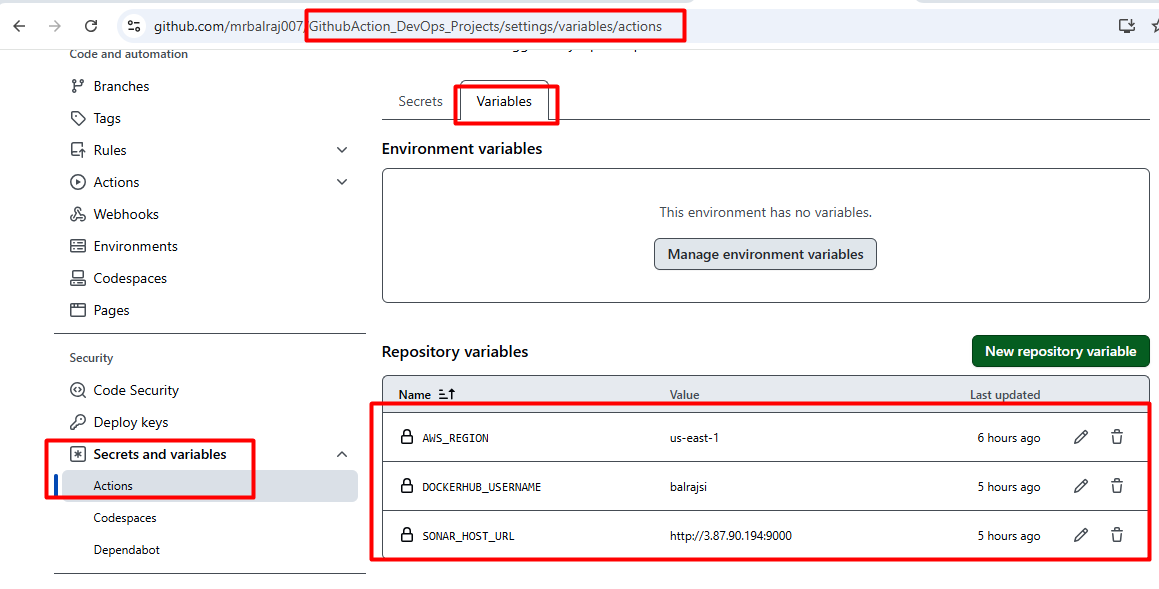 github.com/mrbalraj007/GithubAction_DevOps_Projects/settings/variables/actions
Code and automation
Branches
Tags
Rules
Actions
Webhooks
Environments
Codespaces
Pages
Security
Code Security
Deploy keys
Secrets and variables
Actions
Codespaces
Dependabot
Secrets
Variables
Environment variables
This environment has no variables.
Manage environment variables
Repository variables
New repository variable
Name Value Last updated
AWS_REGION us-east-1 6 hours ago
DOCKERHUB_USERNAME balrajsi 5 hours ago
SONAR_HOST_URL http://3.87.90.194:9000 5 hours ago